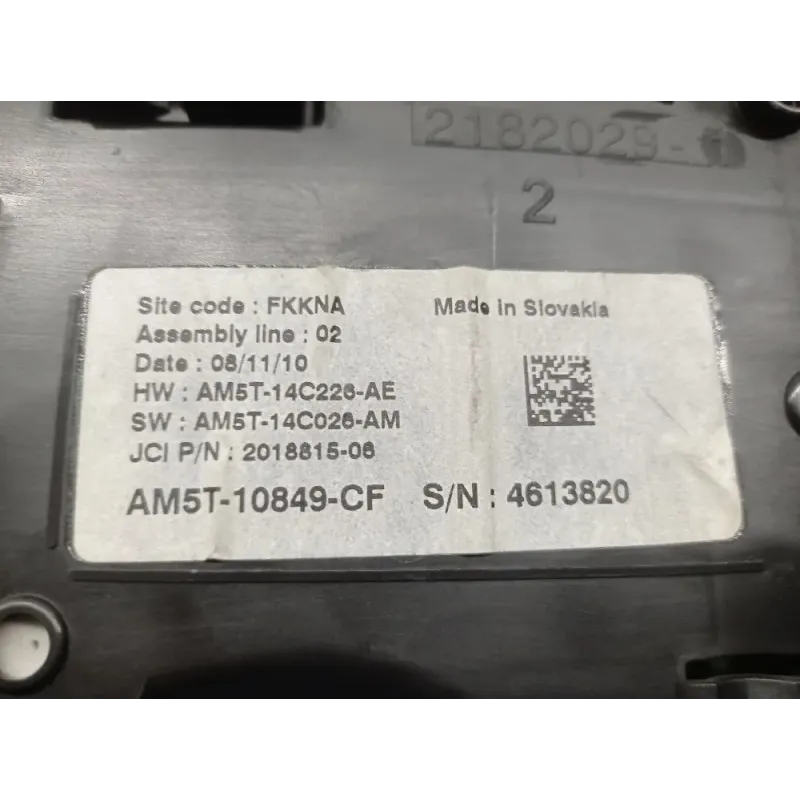 2182029-1
2
Site code : FKKNA
Made in Slovakia
Assembly line : 02
Date : 08/11/10
HW : AM5T-14C226-AE
SW : AM5T-14C026-AM
JCI P/N : 2018815-06
AM5T-10849-CF S/N : 4613820